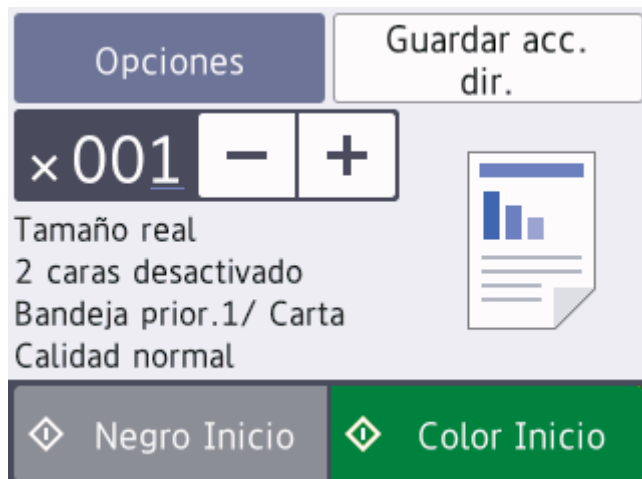 Opciones
Guardar acc.
dir.
×001
− +
Tamaño real
2 caras desactivado
Bandeja prior.1/ Carta
Calidad normal
Negro Inicio
Color Inicio